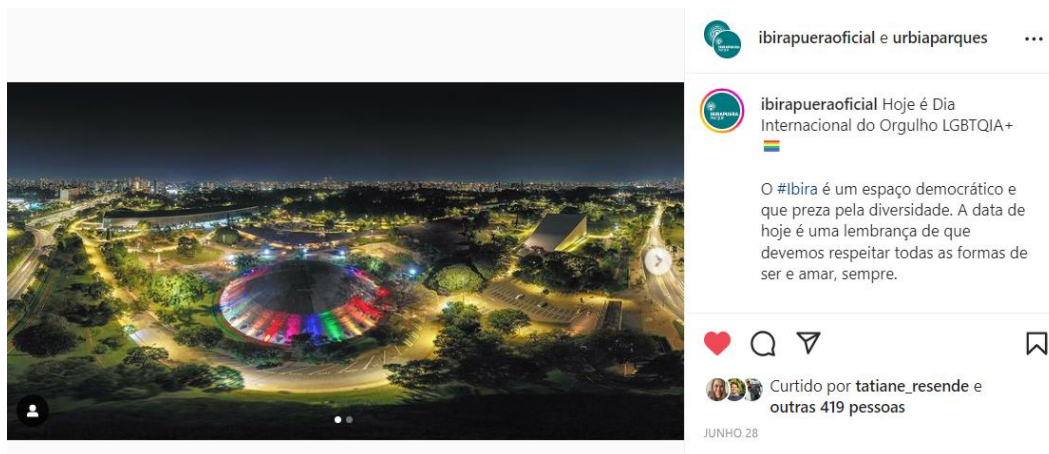 ibirapueraoficial e urbiaparques
ibirapueraoficial Hoje é Dia
Internacional do Orgulho LGBTQIA+
O #Ibira é um espaço democrático e
que preza pela diversidade. A data de
hoje é uma lembrança de que
devemos respeitar todas as formas de
ser e amar, sempre.
Curtido por tatiane_resende e
outras 419 pessoas
JUNHO 28